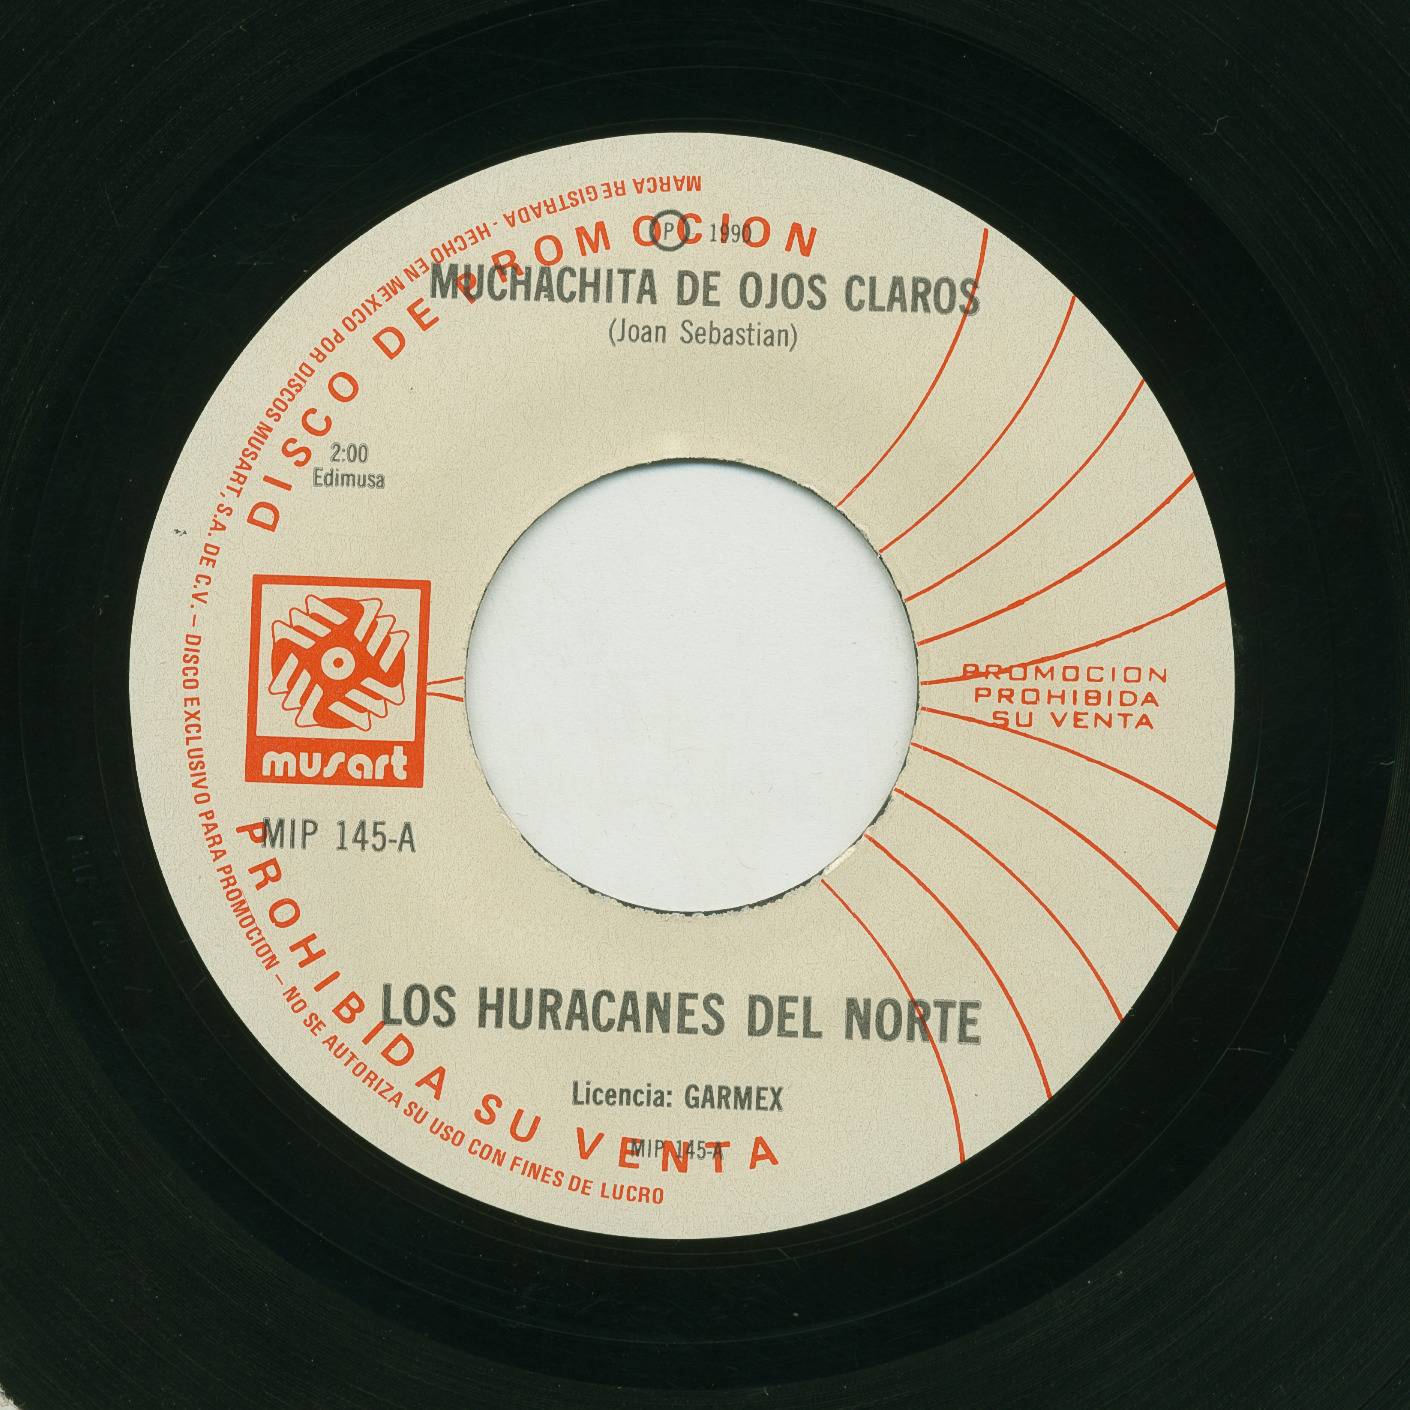 MARCA REGISTRADA - HECHO EN MEXICO POR DISCOS MUSART, S.A. DE C.V. — DISCO EXCLUSIVO PARA PROMOCION — NO SE AUTORIZA SU USO CON FINES DE LUCRO
DISCO DE PROMOCION
Ⓟ 1990
MUCHACHITA DE OJOS CLAROS
(Joan Sebastian)
2:00
Edimusa
musart
PROMOCION
PROHIBIDA
SU VENTA
MIP 145-A
PROHIBIDA SU VENTA
LOS HURACANES DEL NORTE
Licencia: GARMEX
MIP 145-A